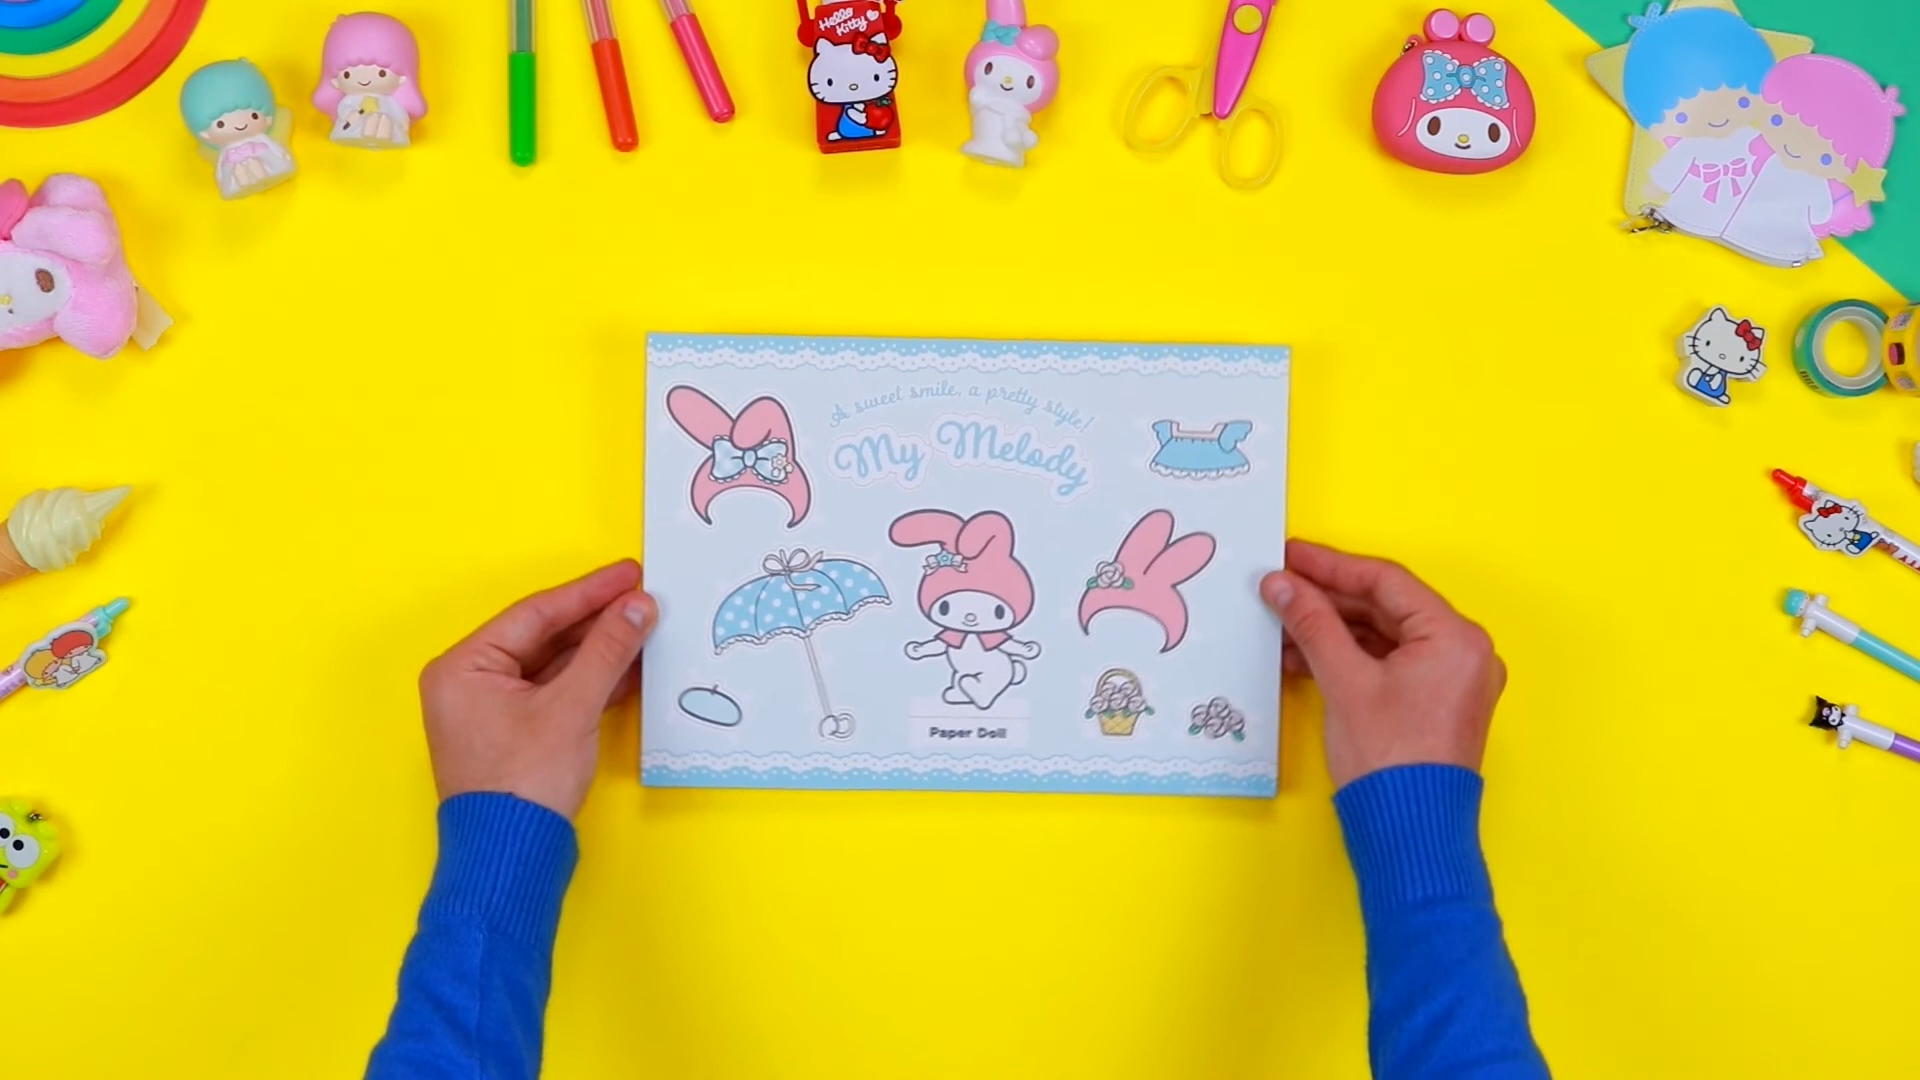 Hello
Kitty
A sweet smile, a pretty style!
My Melody
Paper Doll